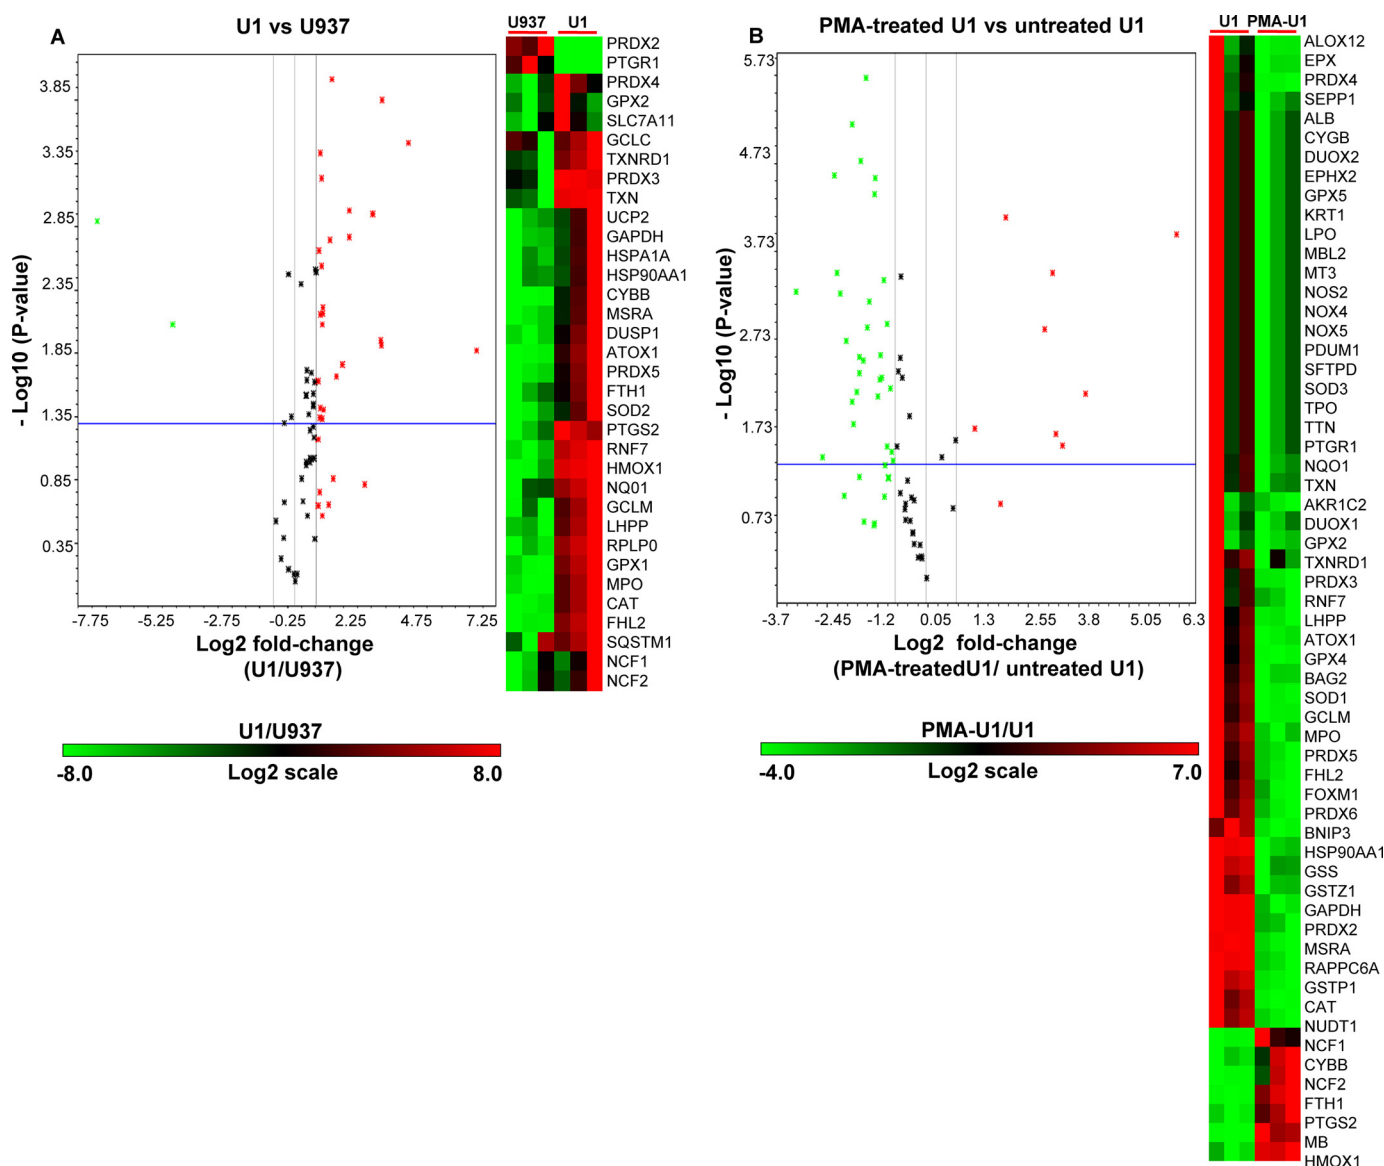 A
U1 vs U937
- Log10 (P-value)
3.85
3.35
2.85
2.35
1.85
1.35
0.85
0.35
-7.75 -5.25 -2.75 -0.25 2.25 4.75 7.25
Log2 fold-change
(U1/U937)
U937 U1
PRDX2
PTGR1
PRDX4
GPX2
SLC7A11
GCLC
TXNRD1
PRDX3
TXN
UCP2
GAPDH
HSPA1A
HSP90AA1
CYBB
MSRA
DUSP1
ATOX1
PRDX5
FTH1
SOD2
PTGS2
RNF7
HMOX1
NQ01
GCLM
LHPP
RPLP0
GPX1
MPO
CAT
FHL2
SQSTM1
NCF1
NCF2
U1/U937
-8.0 Log2 scale 8.0
B
PMA-treated U1 vs untreated U1
- Log10 (P-value)
5.73
4.73
3.73
2.73
1.73
0.73
-3.7 -2.45 -1.2 0.05 1.3 2.55 3.8 5.05 6.3
Log2 fold-change
(PMA-treatedU1/ untreated U1)
U1 PMA-U1
ALOX12
EPX
PRDX4
SEPP1
ALB
CYGB
DUOX2
EPHX2
GPX5
KRT1
LPO
MBL2
MT3
NOS2
NOX4
NOX5
PDUM1
SFTPD
SOD3
TPO
TTN
PTGR1
NQO1
TXN
AKR1C2
DUOX1
GPX2
TXNRD1
PRDX3
RNF7
LHPP
ATOX1
GPX4
BAG2
SOD1
GCLM
MPO
PRDX5
FHL2
FOXM1
PRDX6
BNIP3
HSP90AA1
GSS
GSTZ1
GAPDH
PRDX2
MSRA
RAPPC6A
GSTP1
CAT
NUDT1
NCF1
CYBB
NCF2
FTH1
PTGS2
MB
HMOX1
PMA-U1/U1
-4.0 Log2 scale 7.0